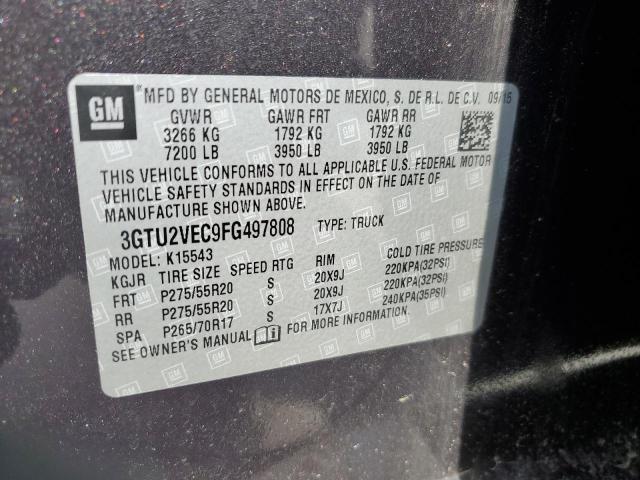 GM
MFD BY GENERAL MOTORS DE MEXICO, S. DE R.L. DE C.V. 09/15
GVWR GAWR FRT GAWR RR
3266 KG 1792 KG 1792 KG
7200 LB 3950 LB 3950 LB
THIS VEHICLE CONFORMS TO ALL APPLICABLE U.S. FEDERAL MOTOR
VEHICLE SAFETY STANDARDS IN EFFECT ON THE DATE OF
MANUFACTURE SHOWN ABOVE.
3GTU2VEC9FG497808 TYPE: TRUCK
MODEL: K15543
KGJR TIRE SIZE SPEED RTG RIM COLD TIRE PRESSURE
FRT P275/55R20 S 20X9J 220KPA(32PSI)
RR P275/55R20 S 20X9J 220KPA(32PSI)
SPA P265/70R17 S 17X7J 240KPA(35PSI)
SEE OWNER'S MANUAL FOR MORE INFORMATION.